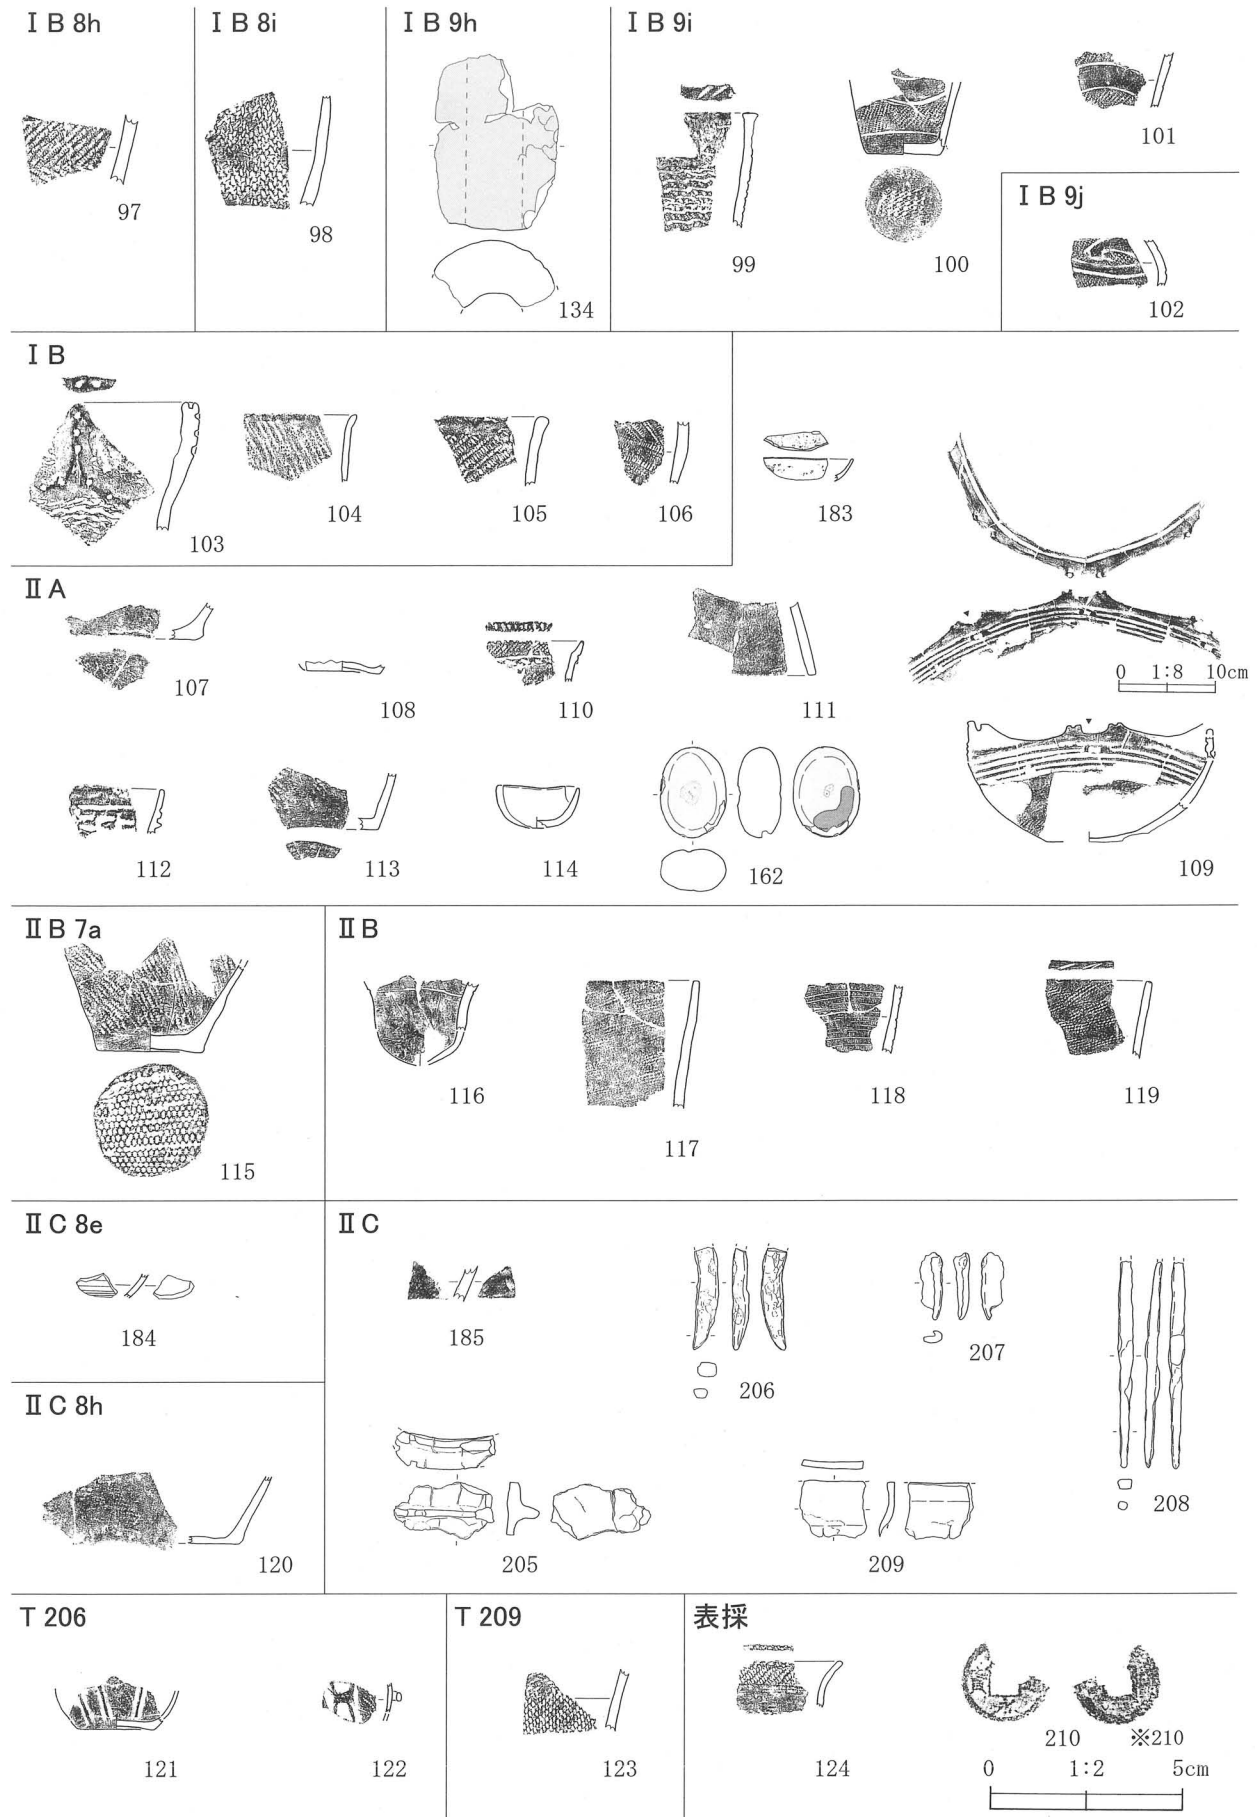 Ⅰ B 8h
Ⅰ B 8i
Ⅰ B 9h
Ⅰ B 9i
97
98
134
99
100
101
Ⅰ B 9j
102
Ⅰ B
103
104
105
106
183
0 1:8 10cm
Ⅱ A
107
108
110
111
112
113
114
162
109
Ⅱ B 7a
115
Ⅱ B
116
117
118
119
Ⅱ C 8e
184
Ⅱ C
185
206
207
208
205
209
Ⅱ C 8h
120
T 206
121
122
T 209
123
表採
124
210
※210
0 1:2 5cm